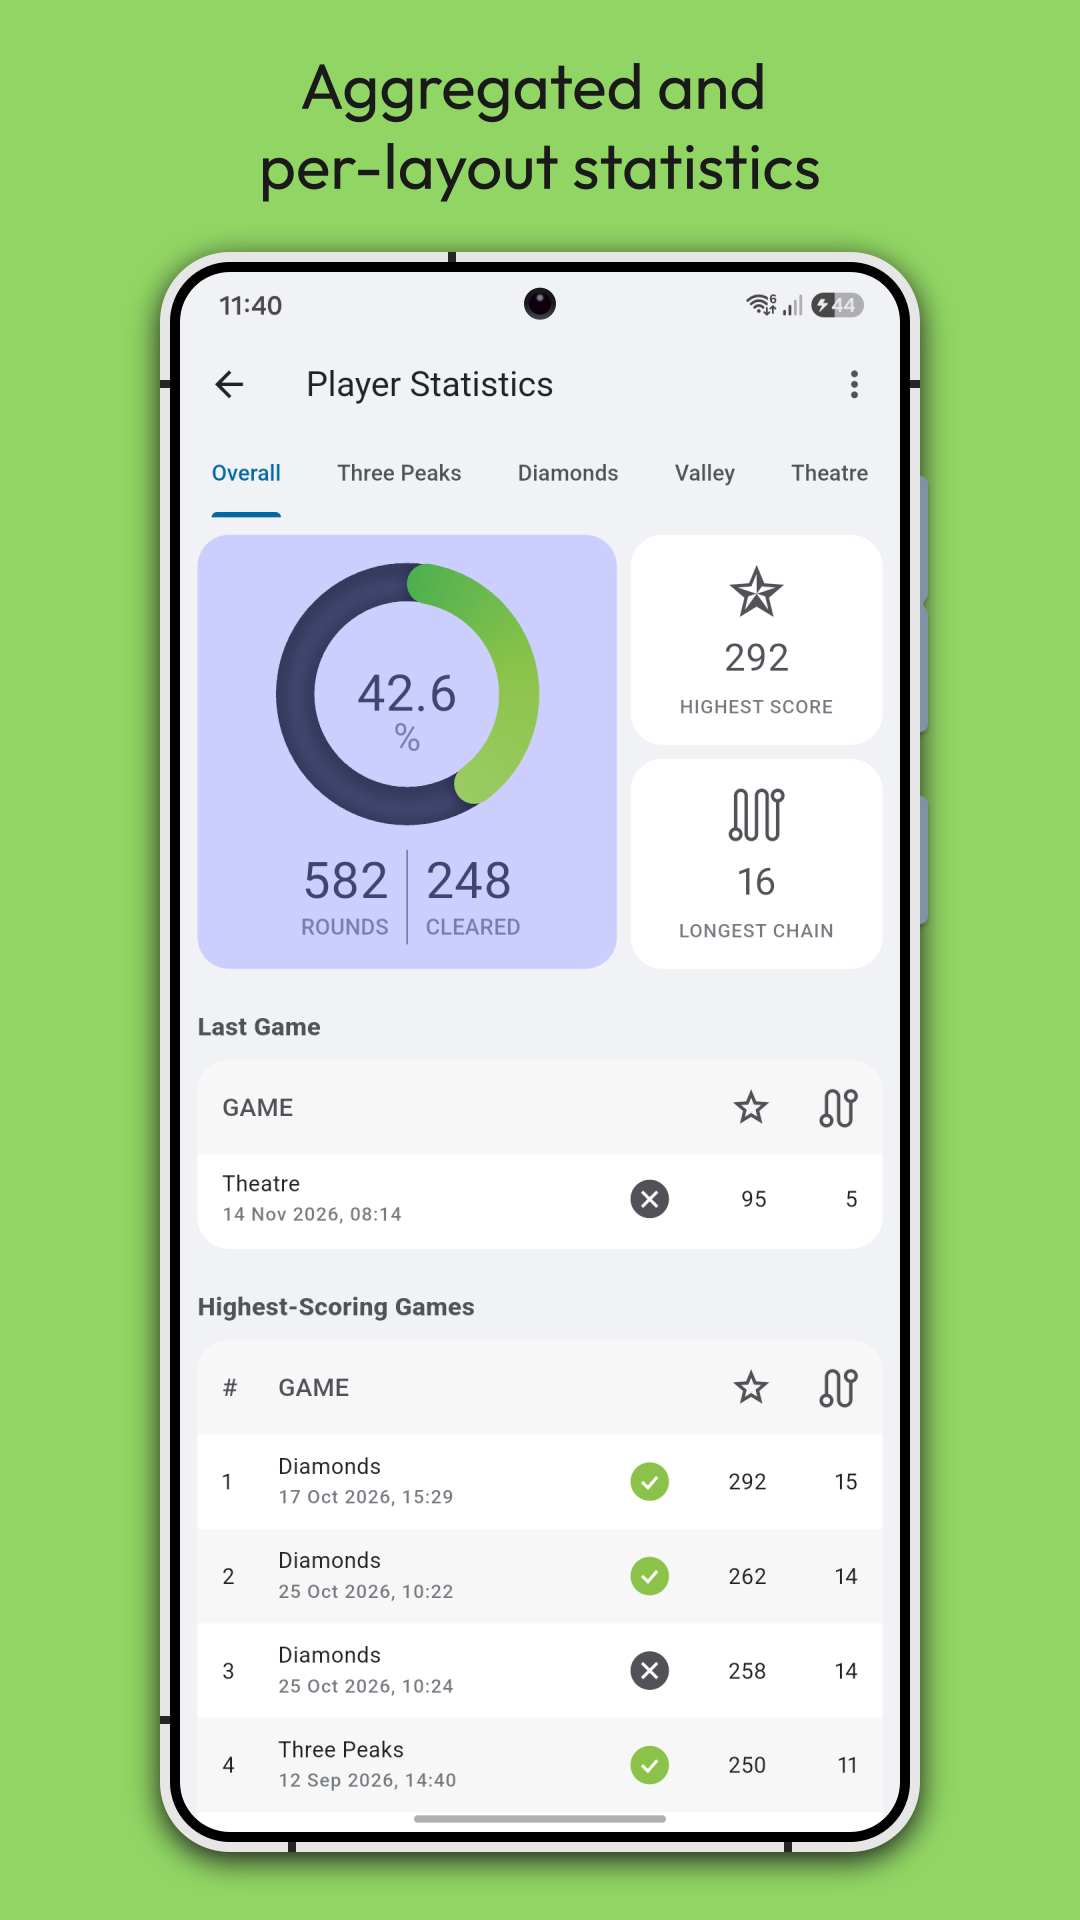 Aggregated and
per-layout statistics
11:40
6
44
Player Statistics
Overall Three Peaks Diamonds Valley Theatre
42.6
%
582 248
ROUNDS CLEARED
292
HIGHEST SCORE
16
LONGEST CHAIN
Last Game
GAME
Theatre
14 Nov 2026, 08:14
95 5
Highest-Scoring Games
# GAME
1 Diamonds
17 Oct 2026, 15:29
292 15
2 Diamonds
25 Oct 2026, 10:22
262 14
3 Diamonds
25 Oct 2026, 10:24
258 14
4 Three Peaks
12 Sep 2026, 14:40
250 11